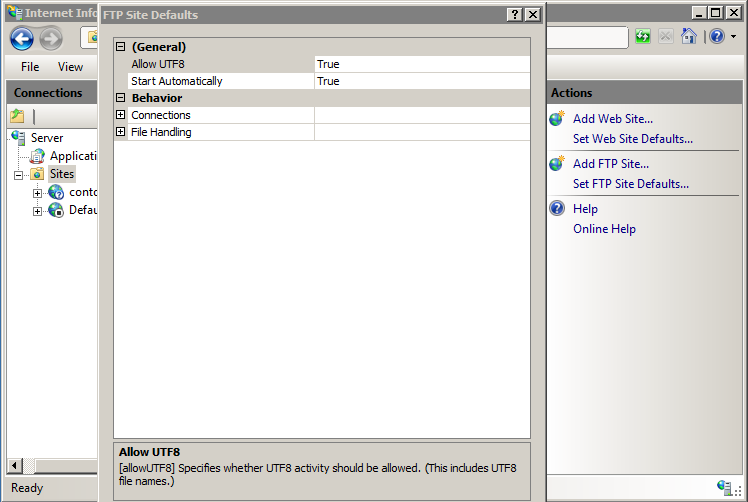 Internet Info
FTP Site Defaults
File View
Connections
Server
Applicati
Sites
conto
Defau
(General)
Allow UTF8 True
Start Automatically True
Behavior
Connections
File Handling
Allow UTF8
[allowUTF8] Specifies whether UTF8 activity should be allowed. (This includes UTF8
file names.)
Actions
Add Web Site...
Set Web Site Defaults...
Add FTP Site...
Set FTP Site Defaults...
Help
Online Help
Ready